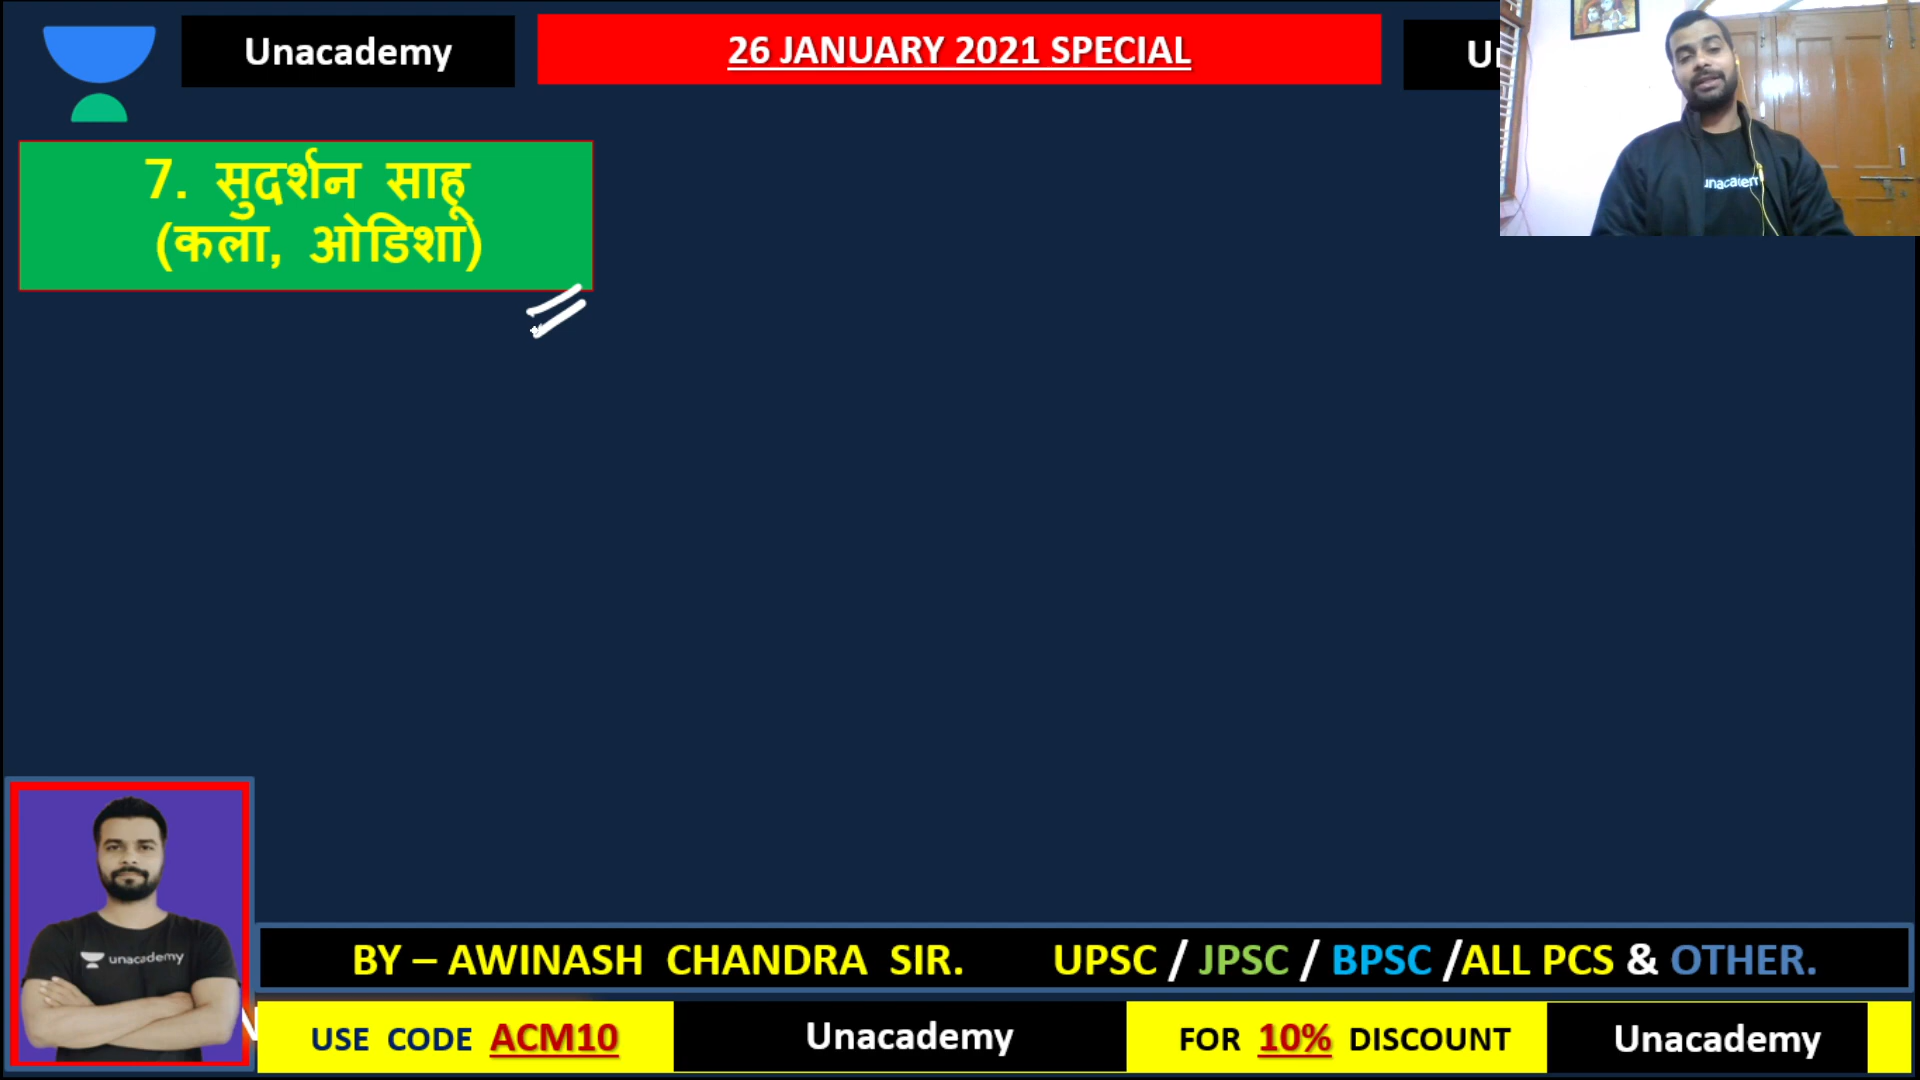 Unacademy
26 JANUARY 2021 SPECIAL
7. सुदर्शन साहू
(कला, ओडिशा)
unacademy
BY – AWINASH CHANDRA SIR. UPSC / JPSC / BPSC /ALL PCS & OTHER.
USE CODE ACM10
Unacademy
FOR 10% DISCOUNT
Unacademy